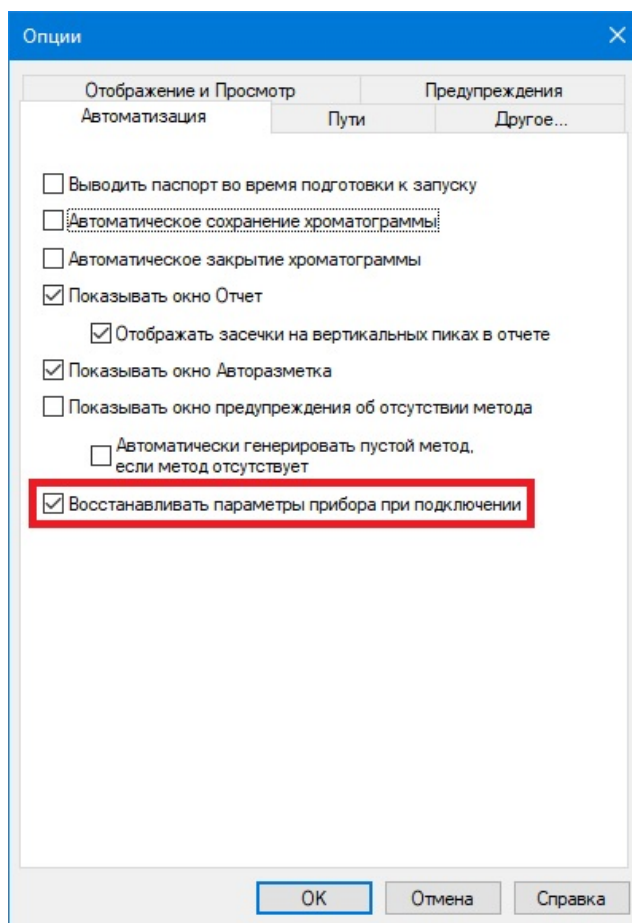 Опции
Отображение и Просмотр
Предупреждения
Автоматизация
Пути
Другое...
Выводить паспорт во время подготовки к запуску
Автоматическое сохранение хроматограммы
Автоматическое закрытие хроматограммы
Показывать окно Отчет
Отображать засечки на вертикальных пиках в отчете
Показывать окно Авторазметка
Показывать окно предупреждения об отсутствии метода
Автоматически генерировать пустой метод,
если метод отсутствует
Восстанавливать параметры прибора при подключении
OK
Отмена
Справка